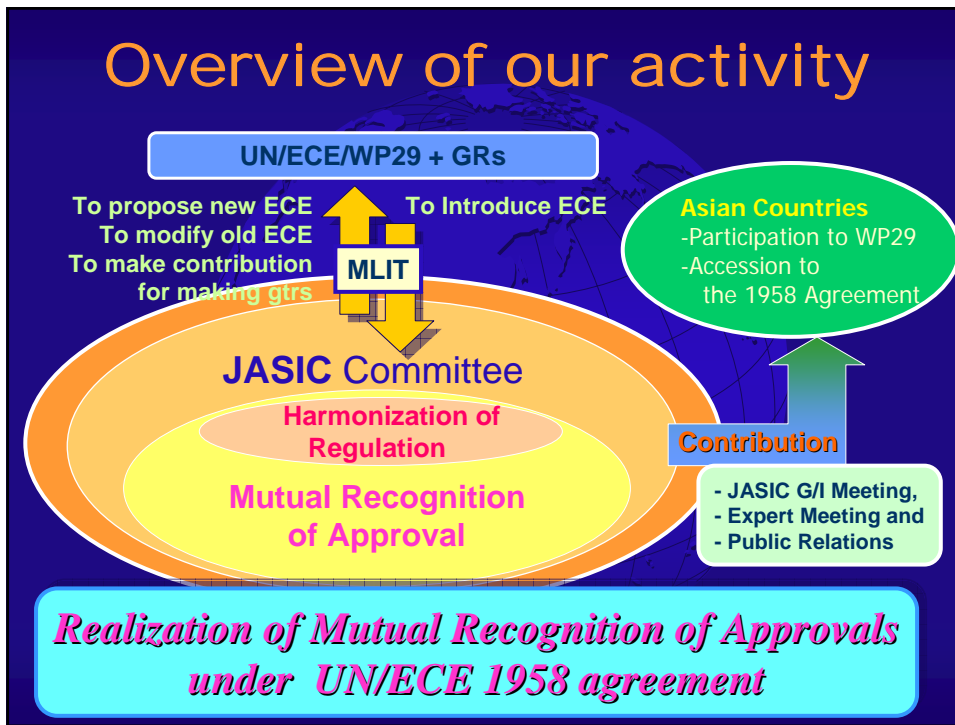 Overview of our activity
UN/ECE/WP29 + GRs
To propose new ECE
To modify old ECE
To make contribution
for making gtrs
To Introduce ECE
MLIT
Asian Countries
-Participation to WP29
-Accession to
the 1958 Agreement
JASIC Committee
Harmonization of
Regulation
Mutual Recognition
of Approval
Contribution
- JASIC G/I Meeting,
- Expert Meeting and
- Public Relations
Realization of Mutual Recognition of Approvals
under UN/ECE 1958 agreement